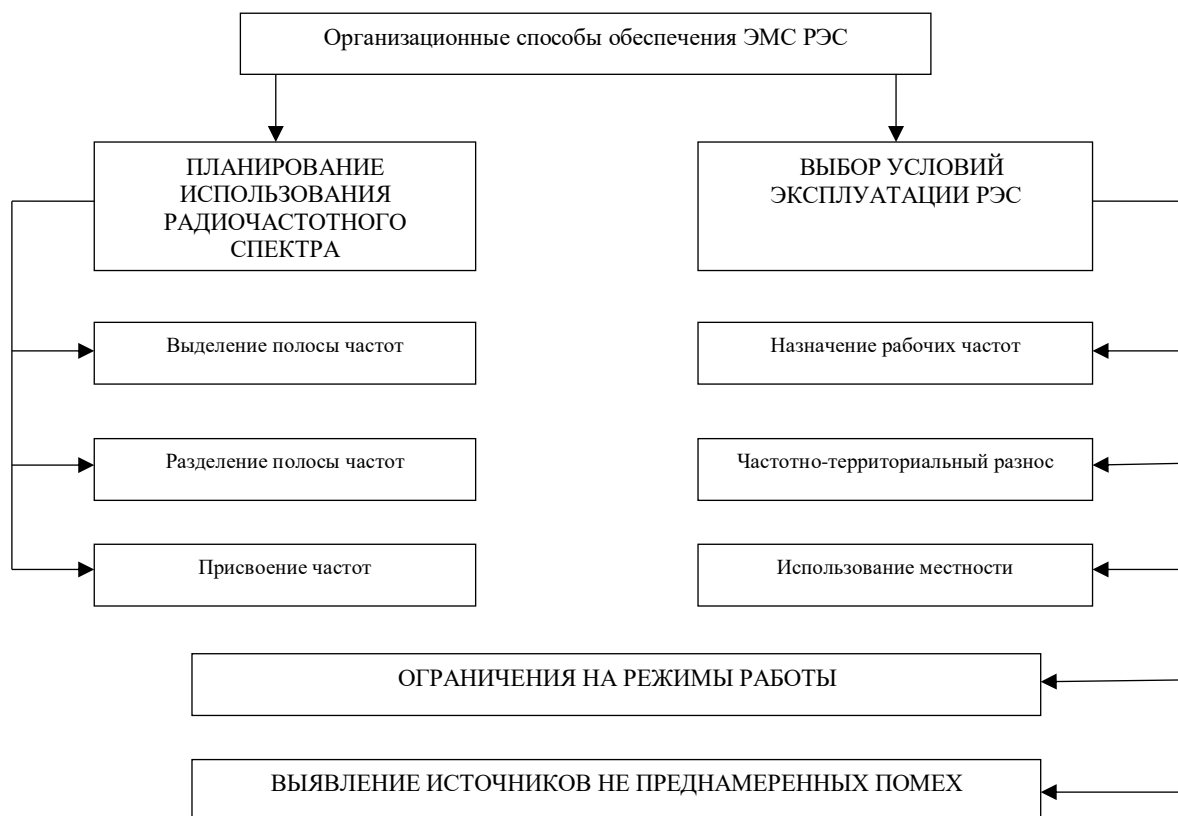 Организационные способы обеспечения ЭМС РЭС
ПЛАНИРОВАНИЕ
ИСПОЛЬЗОВАНИЯ
РАДИОЧАСТОТНОГО
СПЕКТРА
ВЫБОР УСЛОВИЙ
ЭКСПЛУАТАЦИИ РЭС
Выделение полосы частот
Назначение рабочих частот
Разделение полосы частот
Частотно-территориальный разнос
Присвоение частот
Использование местности
ОГРАНИЧЕНИЯ НА РЕЖИМЫ РАБОТЫ
ВЫЯВЛЕНИЕ ИСТОЧНИКОВ НЕ ПРЕДНАМЕРЕННЫХ ПОМЕХ